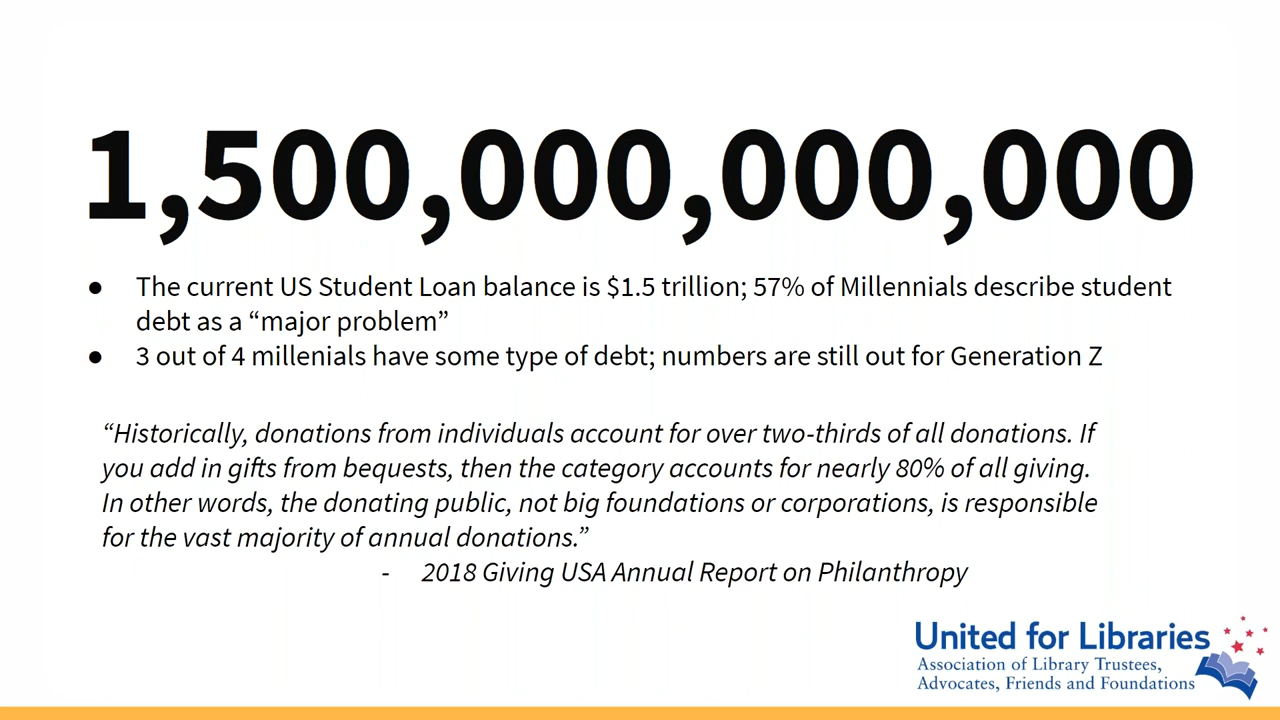 1,500,000,000,000
● The current US Student Loan balance is $1.5 trillion; 57% of Millennials describe student
debt as a “major problem”
● 3 out of 4 millenials have some type of debt; numbers are still out for Generation Z
“Historically, donations from individuals account for over two-thirds of all donations. If
you add in gifts from bequests, then the category accounts for nearly 80% of all giving.
In other words, the donating public, not big foundations or corporations, is responsible
for the vast majority of annual donations.”
- 2018 Giving USA Annual Report on Philanthropy
United for Libraries
Association of Library Trustees,
Advocates, Friends and Foundations